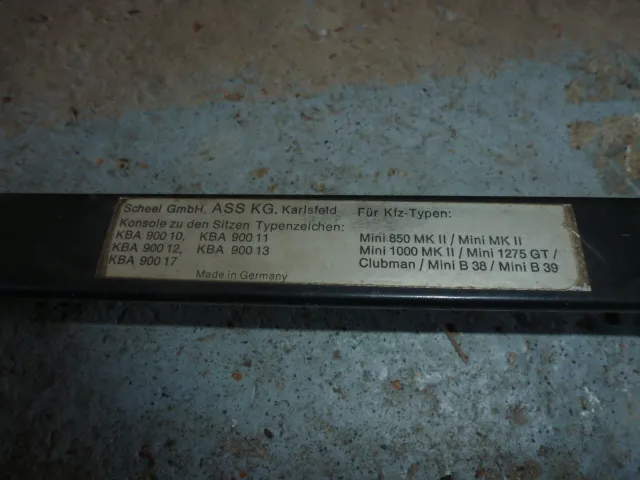 Scheel GmbH, ASS KG, Karlsfeld
Konsole zu den Sitzen Typenzeichen:
KBA 900 10, KBA 900 11
KBA 900 12, KBA 900 13
KBA 900 17
Made in Germany
Für Kfz-Typen:
Mini 850 MK II / Mini MK II
Mini 1000 MK II / Mini 1275 GT /
Clubman / Mini B 38 / Mini B 39